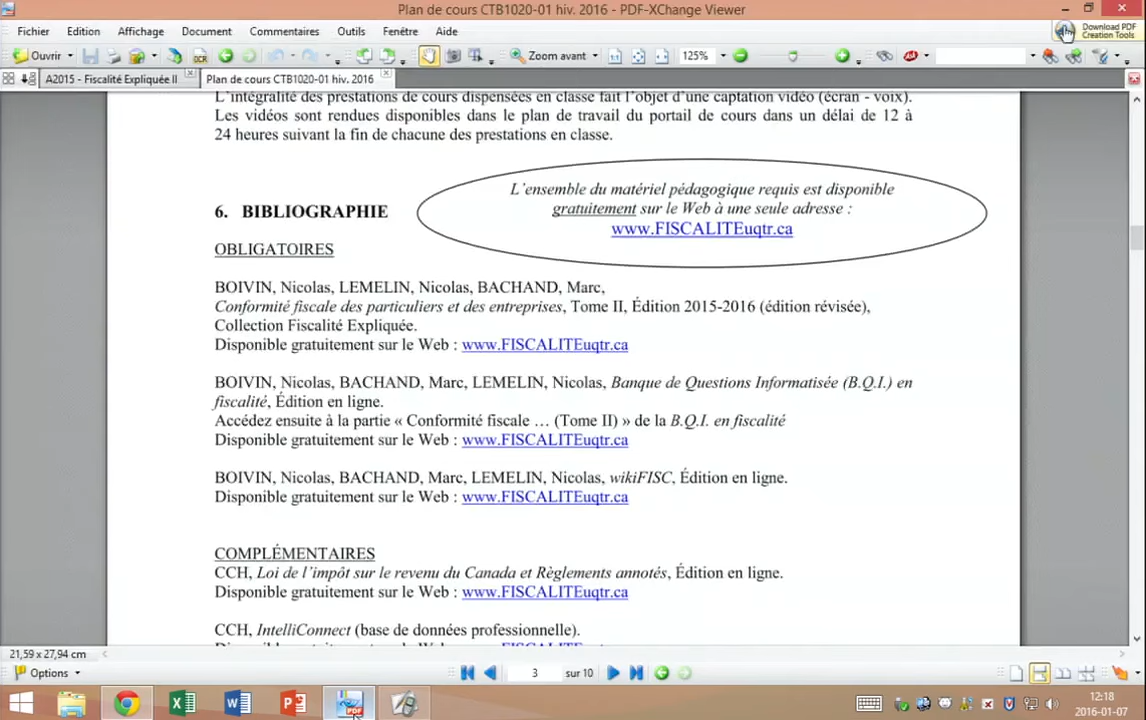 Plan de cours CTB1020-01 hiv. 2016 - PDF-XChange Viewer
Fichier Edition Affichage Document Commentaires Outils Fenêtre Aide
Download PDF
Creation Tools
Ouvrir OCR Zoom avant 125%
A2015 - Fiscalité Expliquée II Plan de cours CTB1020-01 hiv. 2016
L'intégralité des prestations de cours dispensées en classe fait l'objet d'une captation vidéo (écran - voix).
Les vidéos sont rendues disponibles dans le plan de travail du portail de cours dans un délai de 12 à
24 heures suivant la fin de chacune des prestations en classe.
L'ensemble du matériel pédagogique requis est disponible
gratuitement sur le Web à une seule adresse :
www.FISCALITEuqtr.ca
6. BIBLIOGRAPHIE
OBLIGATOIRES
BOIVIN, Nicolas, LEMELIN, Nicolas, BACHAND, Marc,
Conformité fiscale des particuliers et des entreprises, Tome II, Édition 2015-2016 (édition révisée),
Collection Fiscalité Expliquée.
Disponible gratuitement sur le Web : www.FISCALITEuqtr.ca
BOIVIN, Nicolas, BACHAND, Marc, LEMELIN, Nicolas, Banque de Questions Informatisée (B.Q.I.) en
fiscalité, Édition en ligne.
Accédez ensuite à la partie « Conformité fiscale … (Tome II) » de la B.Q.I. en fiscalité
Disponible gratuitement sur le Web : www.FISCALITEuqtr.ca
BOIVIN, Nicolas, BACHAND, Marc, LEMELIN, Nicolas, wikiFISC, Édition en ligne.
Disponible gratuitement sur le Web : www.FISCALITEuqtr.ca
COMPLÉMENTAIRES
CCH, Loi de l'impôt sur le revenu du Canada et Règlements annotés, Édition en ligne.
Disponible gratuitement sur le Web : www.FISCALITEuqtr.ca
CCH, IntelliConnect (base de données professionnelle).
Disponible gratuitement sur le Web : www.FISCALITEuqtr.ca
21,59 x 27,94 cm
Options 3 sur 10
12:18
2016-01-07